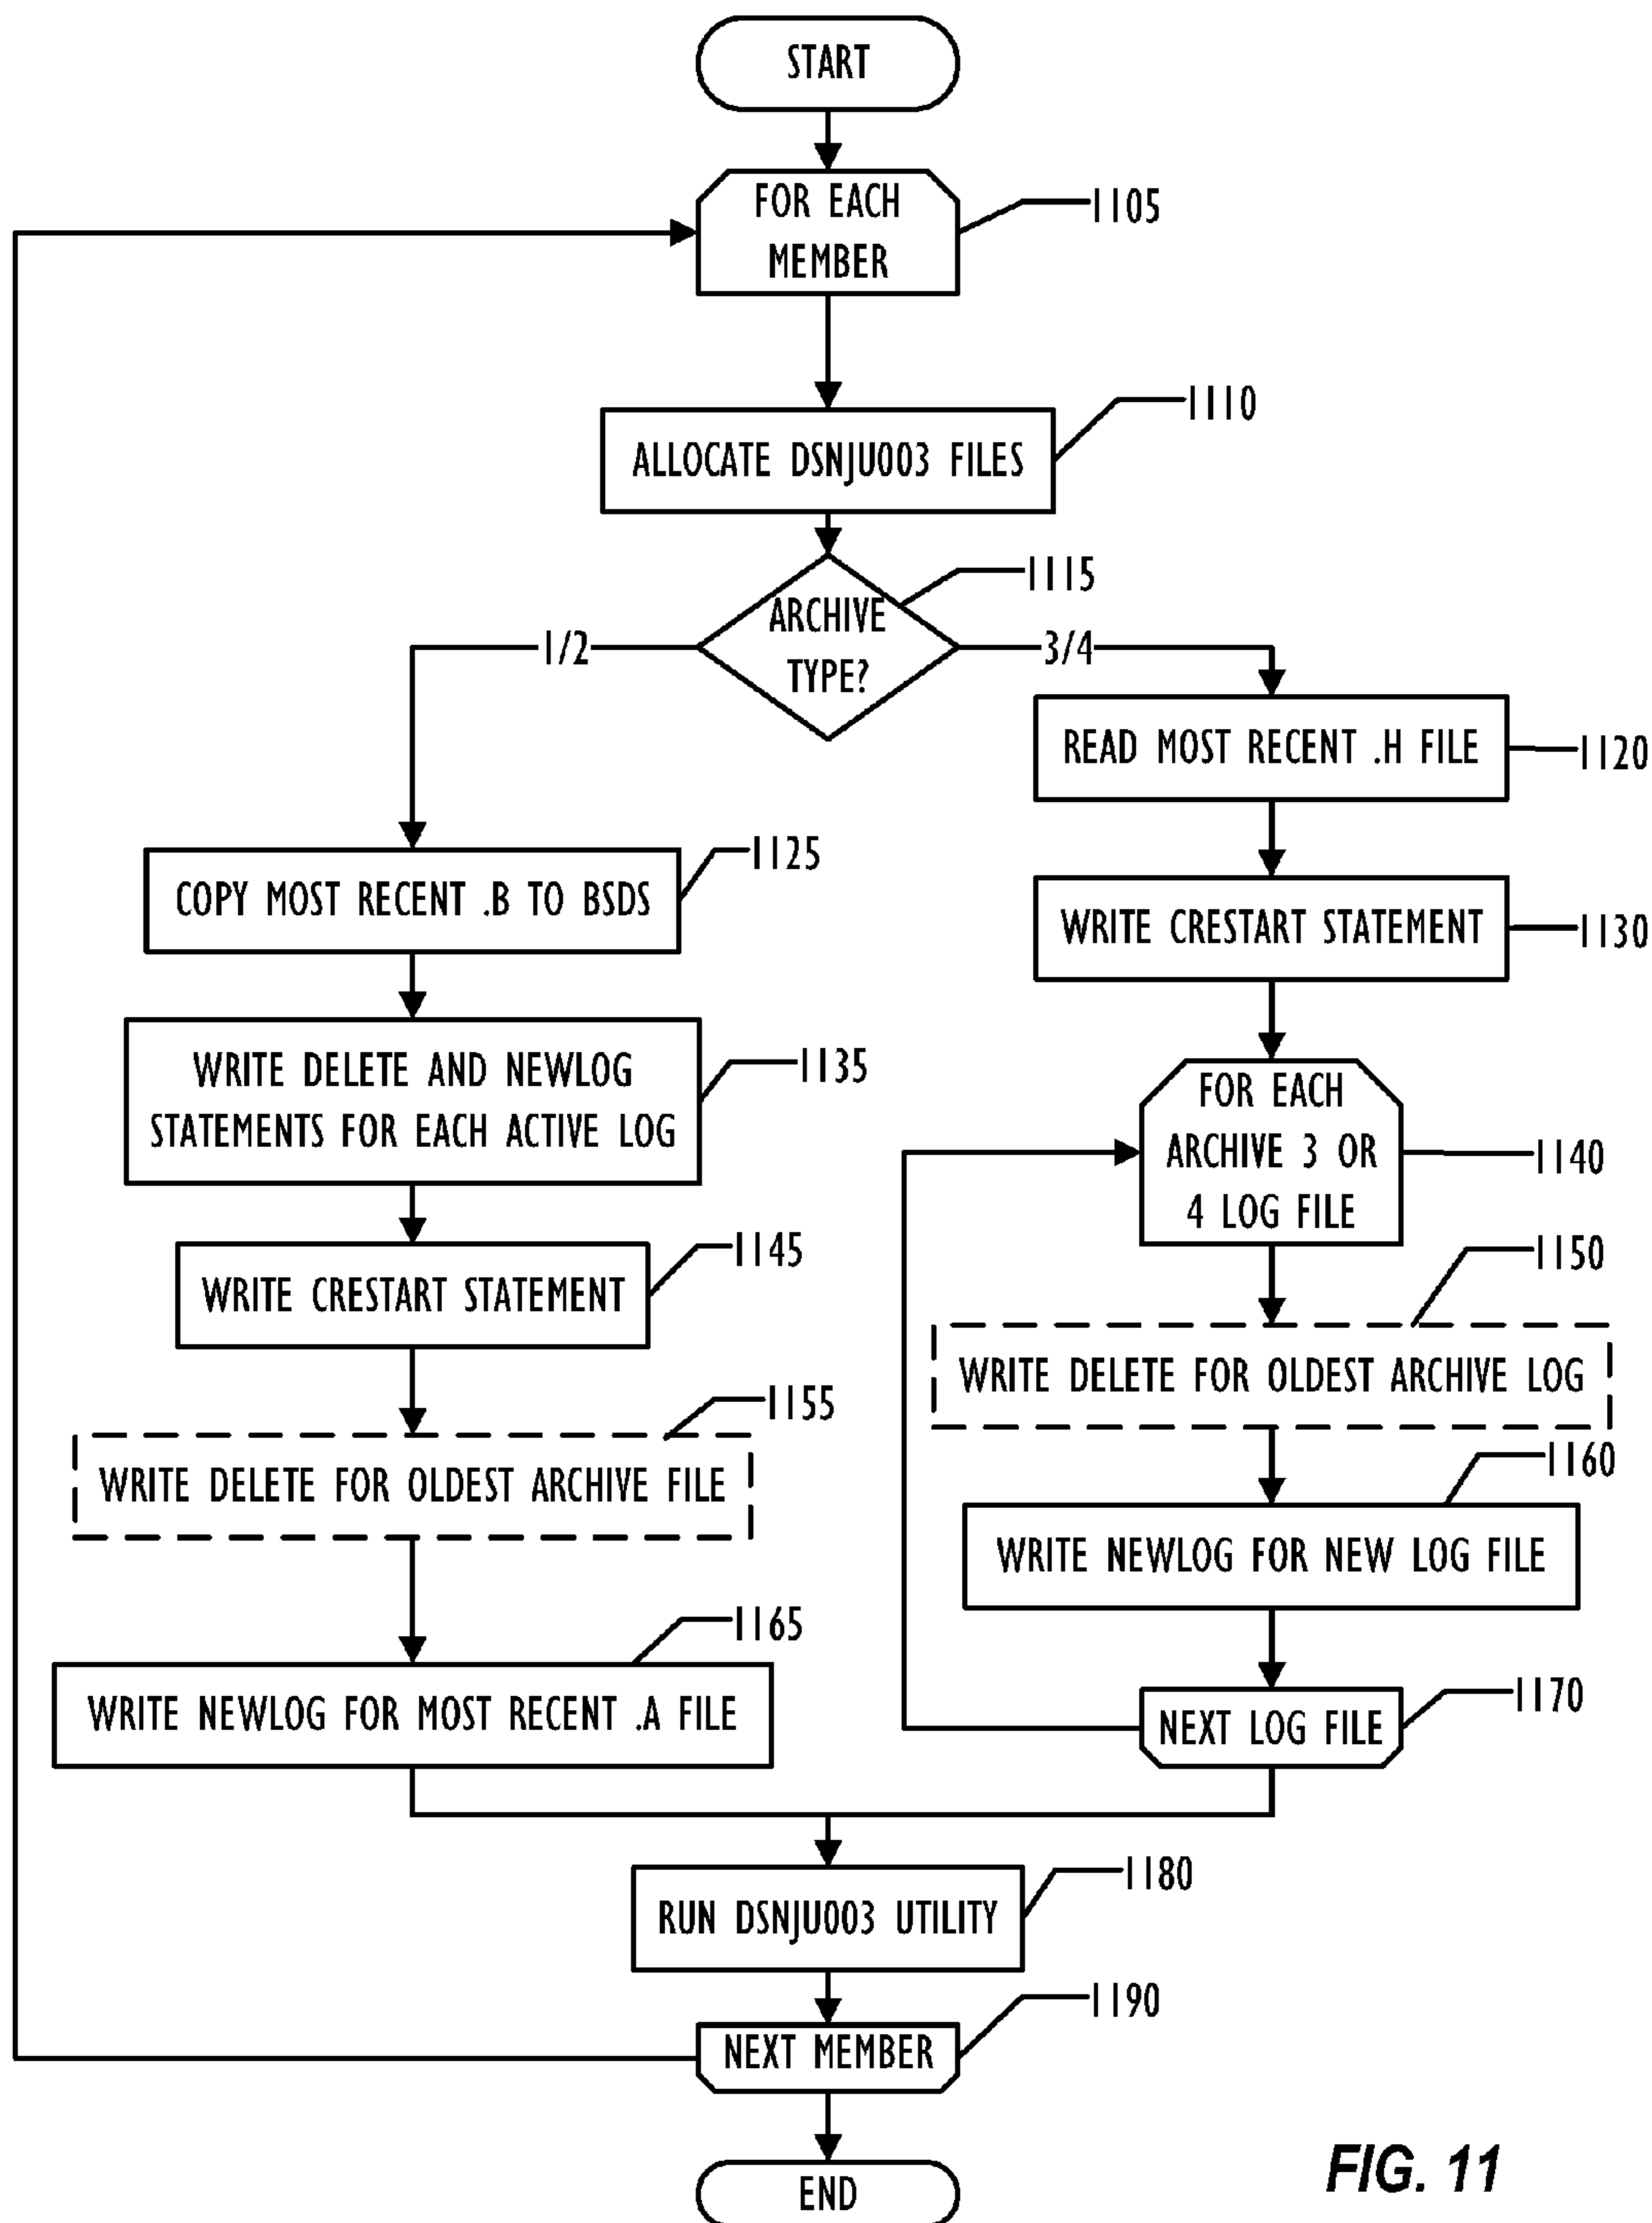 START
FOR EACH
MEMBER
1105
ALLOCATE DSNJU003 FILES
1110
ARCHIVE
TYPE?
1115
1/2
3/4
READ MOST RECENT .H FILE
1120
COPY MOST RECENT .B TO BSDS
1125
WRITE CRESTART STATEMENT
1130
WRITE DELETE AND NEWLOG
STATEMENTS FOR EACH ACTIVE LOG
1135
FOR EACH
ARCHIVE 3 OR
4 LOG FILE
1140
WRITE CRESTART STATEMENT
1145
WRITE DELETE FOR OLDEST ARCHIVE LOG
1150
WRITE DELETE FOR OLDEST ARCHIVE FILE
1155
WRITE NEWLOG FOR NEW LOG FILE
1160
WRITE NEWLOG FOR MOST RECENT .A FILE
1165
NEXT LOG FILE
1170
RUN DSNJU003 UTILITY
1180
NEXT MEMBER
1190
END
FIG. 11